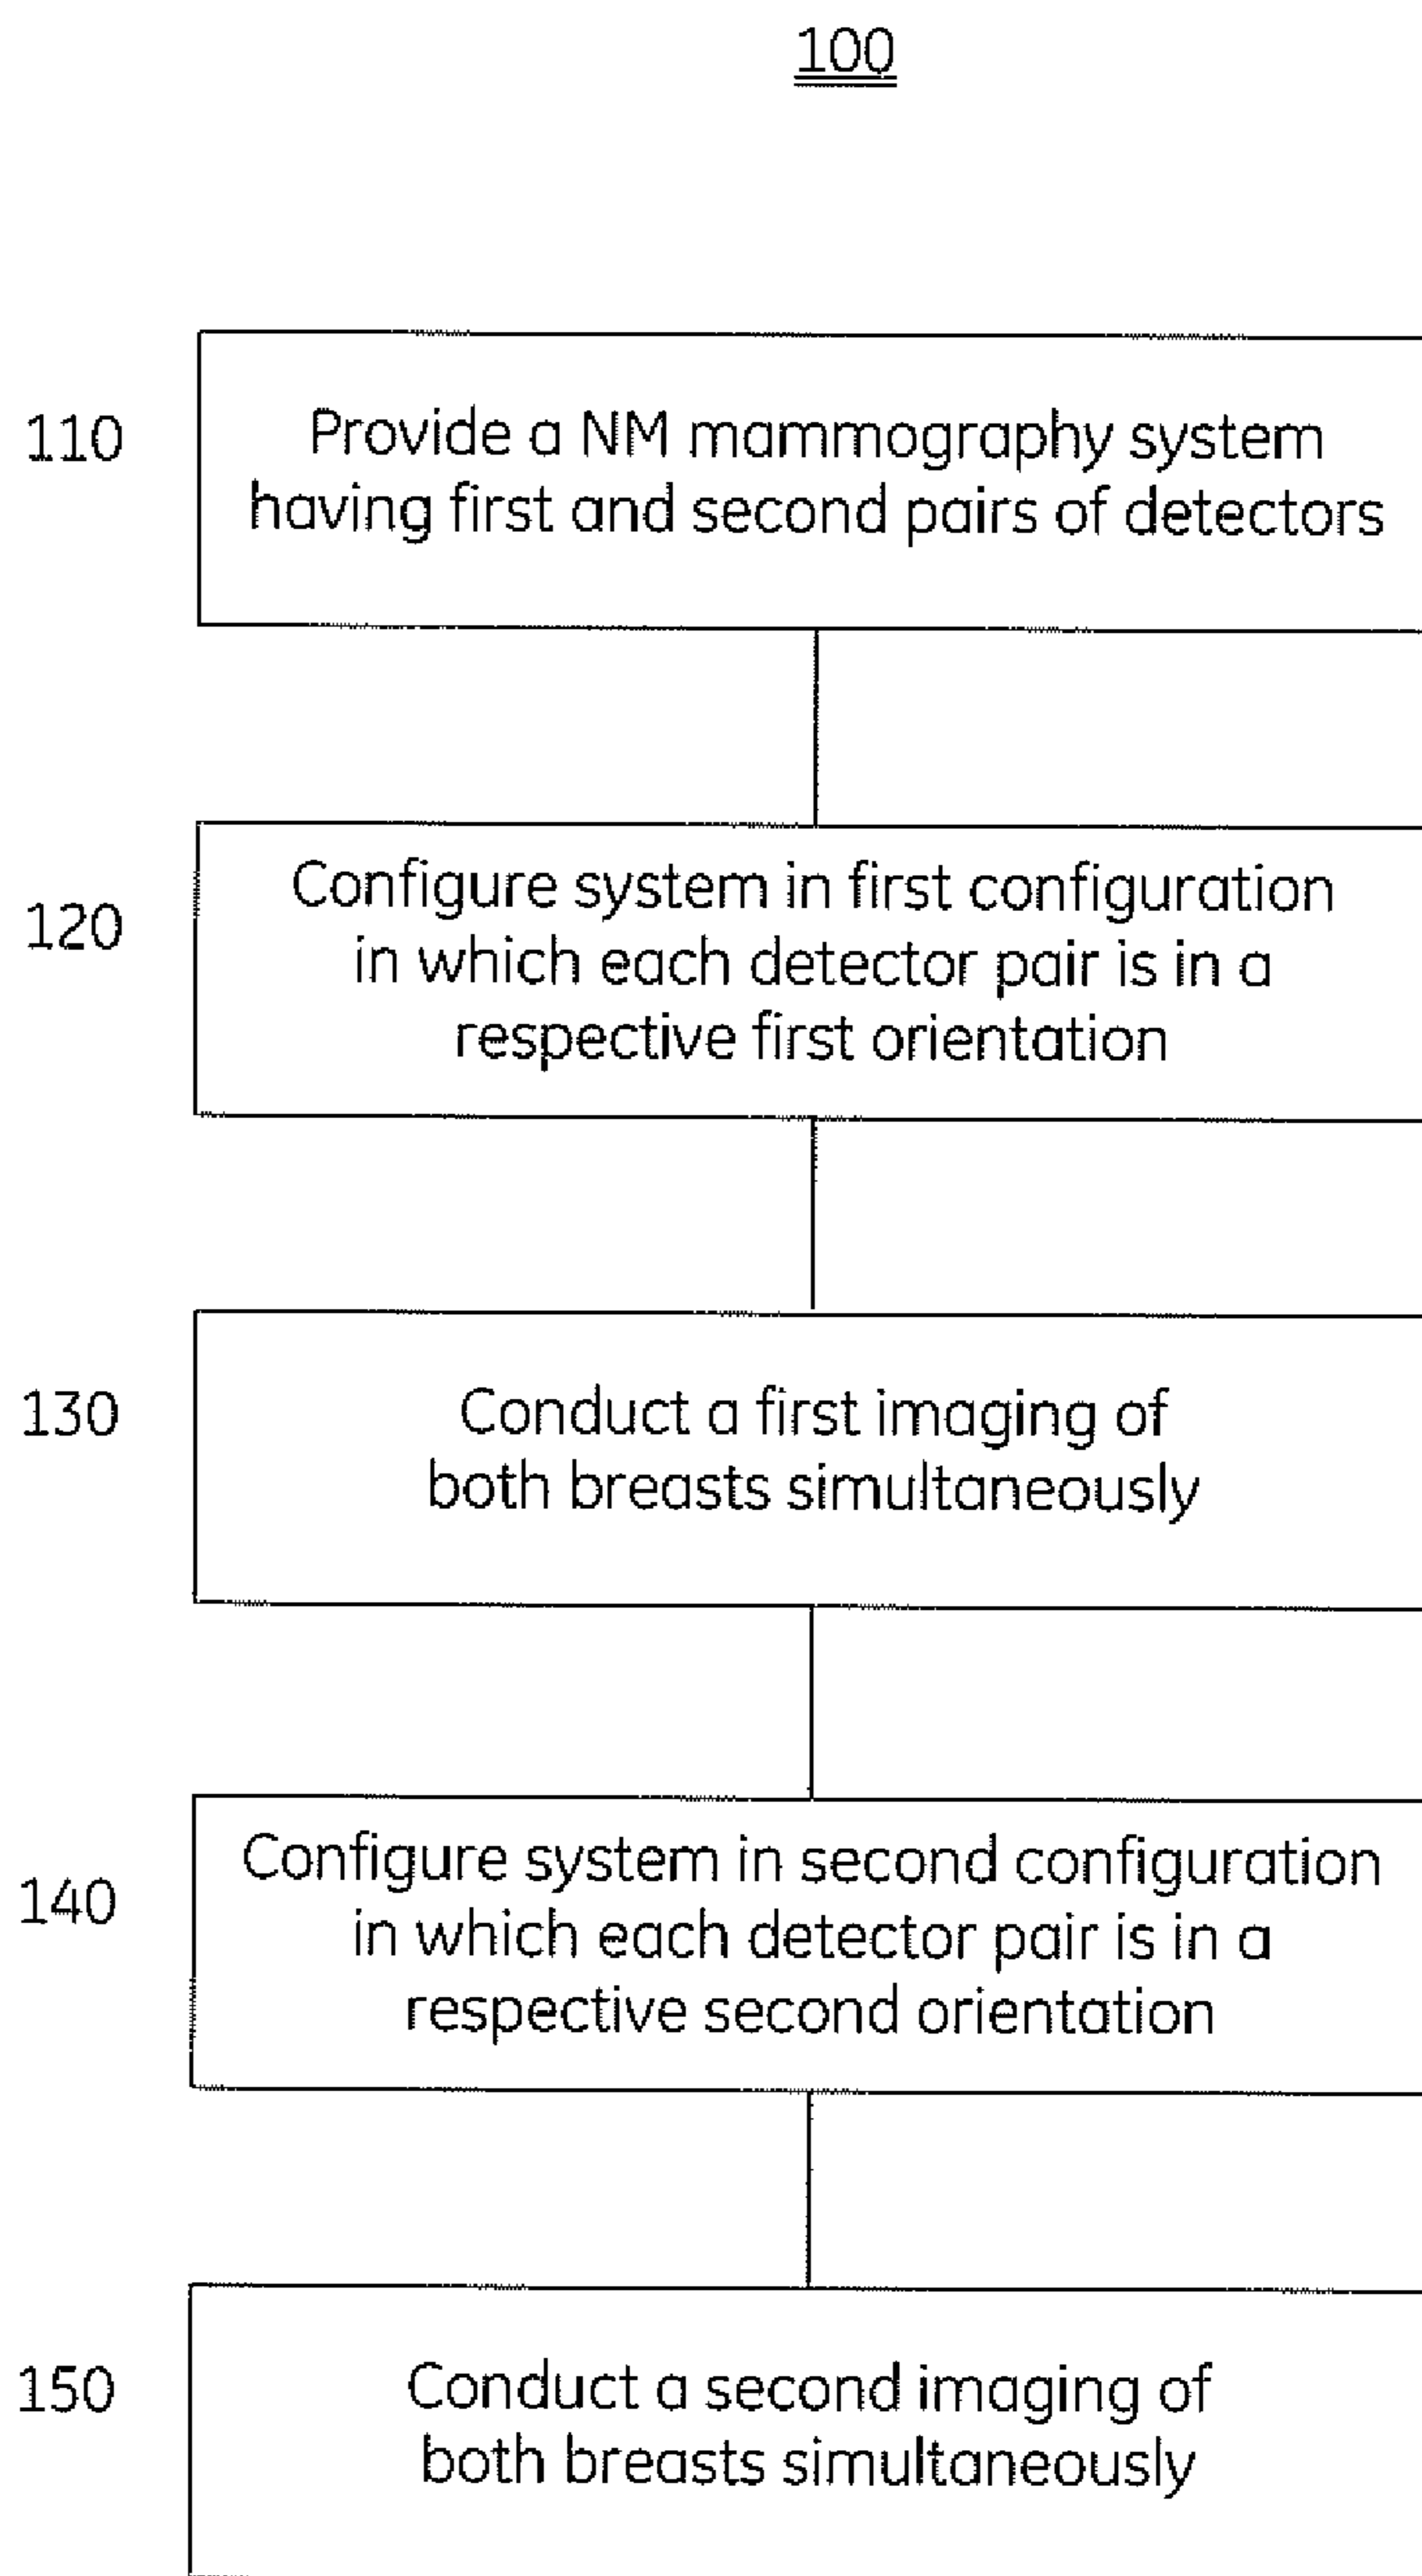 100
110
Provide a NM mammography system
having first and second pairs of detectors
120
Configure system in first configuration
in which each detector pair is in a
respective first orientation
130
Conduct a first imaging of
both breasts simultaneously
140
Configure system in second configuration
in which each detector pair is in a
respective second orientation
150
Conduct a second imaging of
both breasts simultaneously